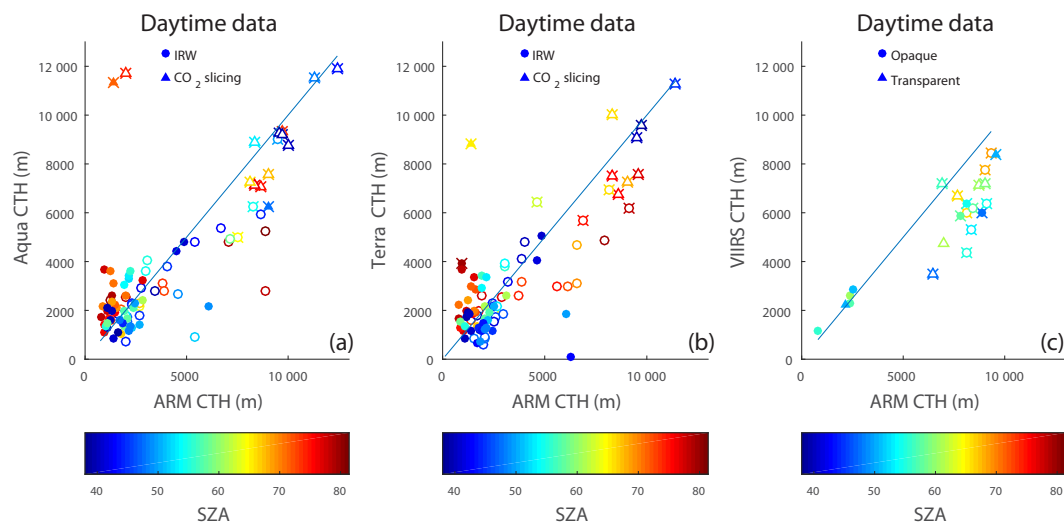 Daytime data
Daytime data
Daytime data
IRW
CO 2 slicing
IRW
CO 2 slicing
Opaque
Transparent
Aqua CTH (m)
12 000
10 000
8000
6000
4000
2000
0
0
5000
10 000
ARM CTH (m)
(a)
Terra CTH (m)
12 000
10 000
8000
6000
4000
2000
0
0
5000
10 000
ARM CTH (m)
(b)
VIIRS CTH (m)
12 000
10 000
8000
6000
4000
2000
0
0
5000
10 000
ARM CTH (m)
(c)
40 50 60 70 80
SZA
40 50 60 70 80
SZA
40 50 60 70 80
SZA